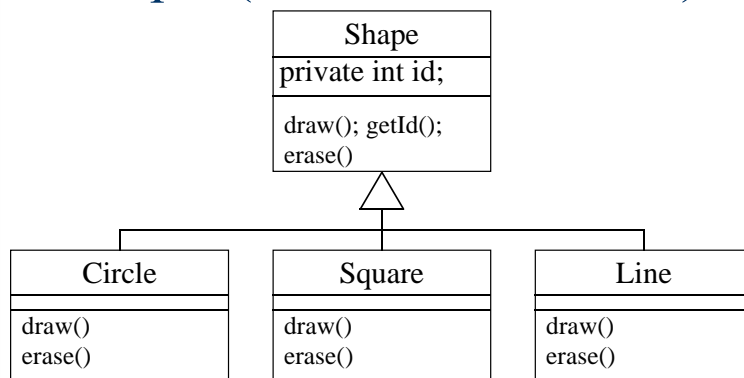 Shape
private int id;
draw(); getId();
erase()
Circle
Square
Line
draw()
erase()
draw()
erase()
draw()
erase()